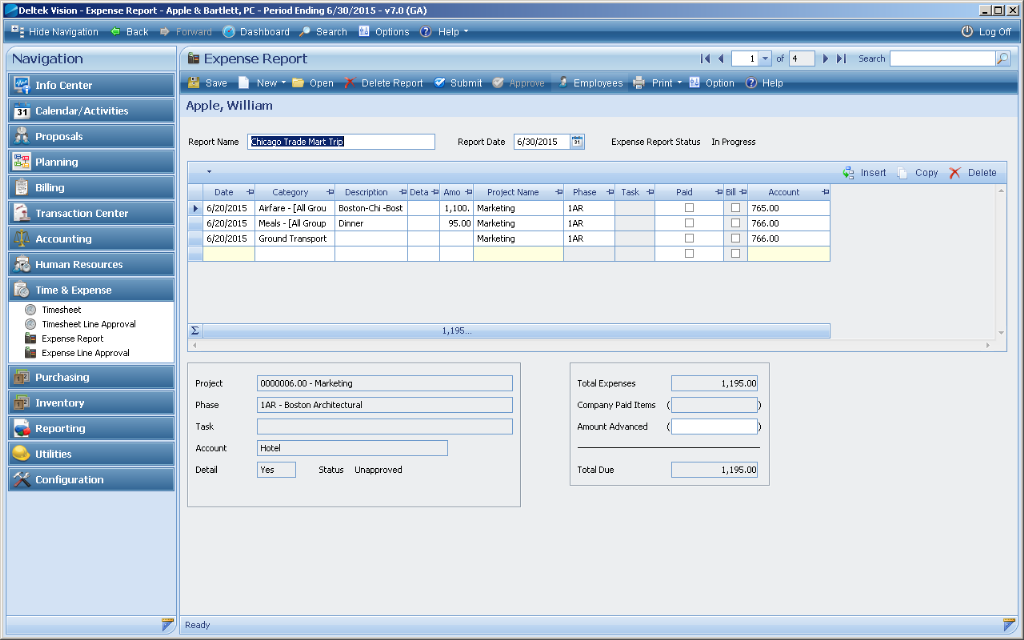 Deltek Vision - Expense Report - Apple & Bartlett, PC - Period Ending 6/30/2015 - v7.0 (GA)
Hide Navigation Back Forward Dashboard Search Options ? Help Log Off
Navigation
Info Center
31 Calendar/Activities
Proposals
Planning
Billing
Transaction Center
Accounting
Human Resources
Time & Expense
Timesheet
Timesheet Line Approval
Expense Report
Expense Line Approval
Purchasing
Inventory
Reporting
Utilities
Configuration
Expense Report 1 of 4 Search
Save New Open Delete Report Submit Approve Employees Print Option ? Help
Apple, William
Report Name Chicago Trade Mart Trip Report Date 6/30/2015 Expense Report Status In Progress
Insert Copy Delete
Date Category Description Deta Amo Project Name Phase Task Paid Bill Account
6/20/2015 Airfare - [All Grou Boston-Chi -Bost 1,100. Marketing 1AR 765.00
6/20/2015 Meals - [All Group Dinner 95.00 Marketing 1AR 766.00
6/20/2015 Ground Transport Marketing 1AR 766.00
Σ 1,195...
Project 0000006.00 - Marketing
Phase 1AR - Boston Architectural
Task
Account Hotel
Detail Yes Status Unapproved
Total Expenses 1,195.00
Company Paid Items ( )
Amount Advanced ( )
Total Due 1,195.00
Ready